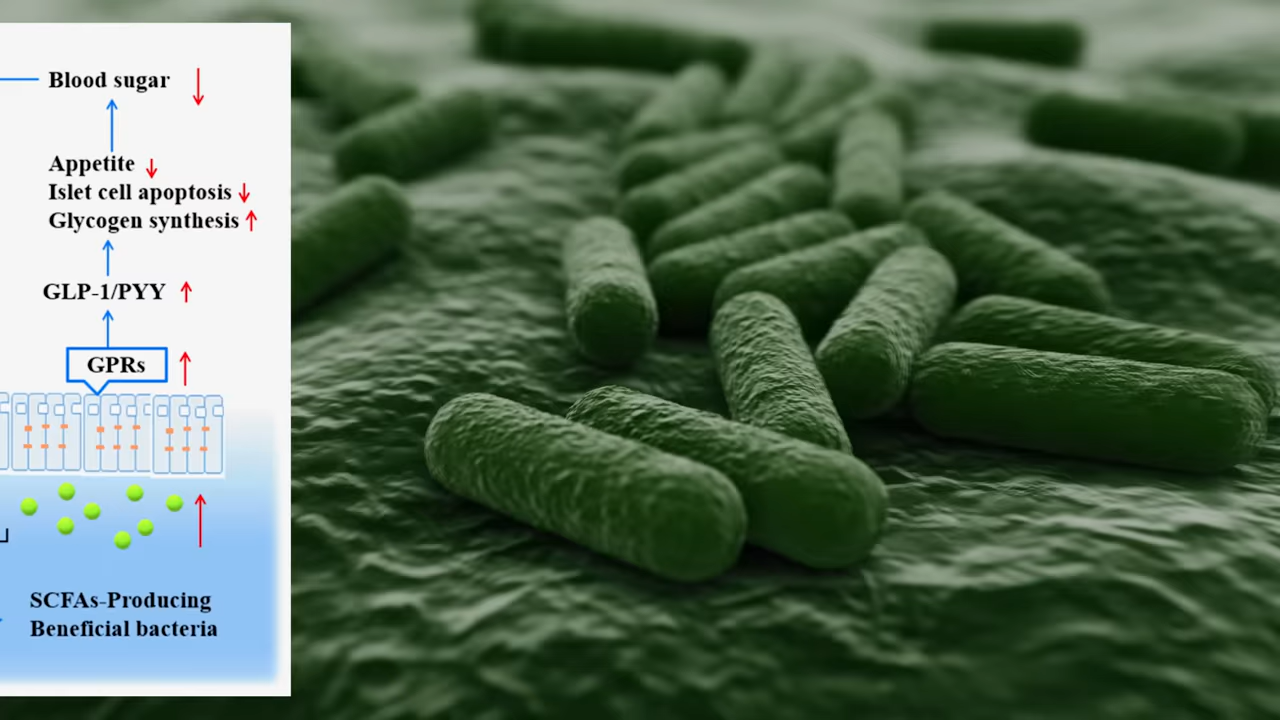 Blood sugar
Appetite
Islet cell apoptosis
Glycogen synthesis
GLP-1/PYY
GPRs
SCFAs-Producing
Beneficial bacteria